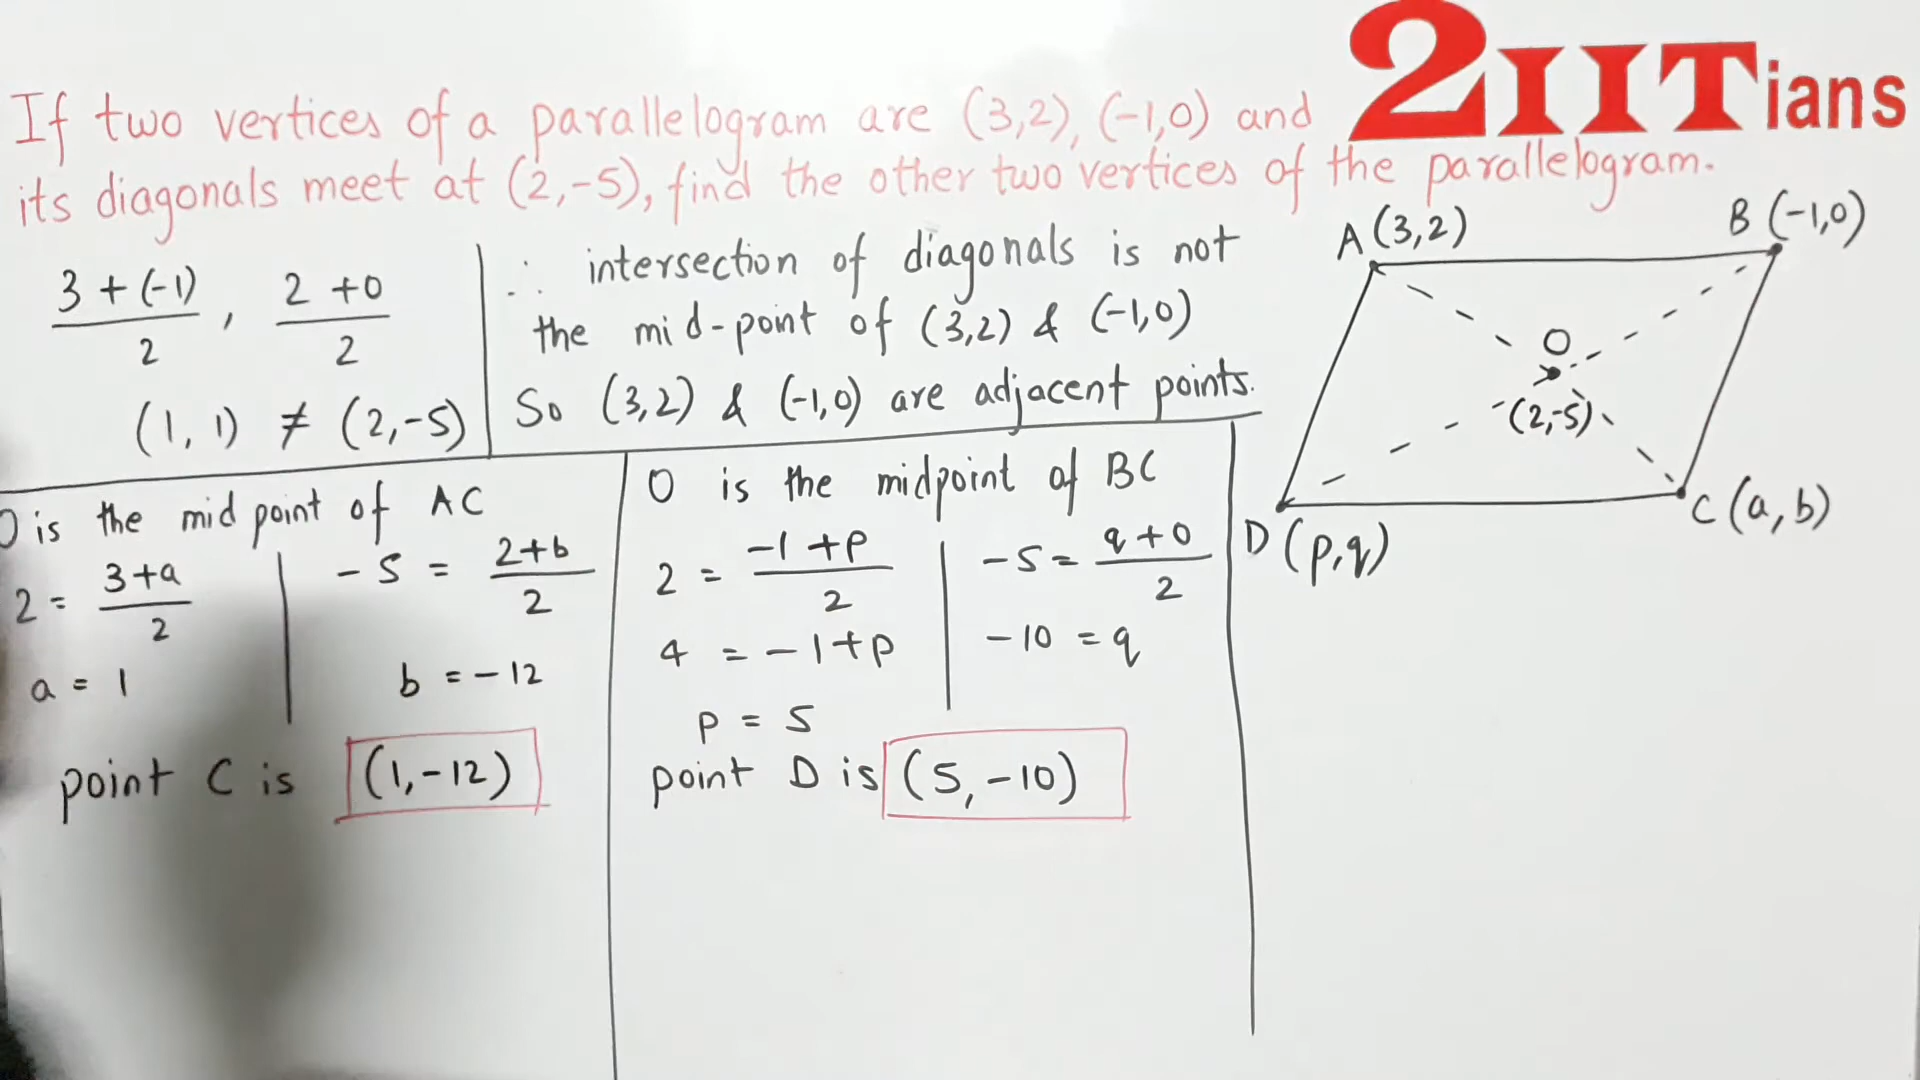 2IITians
If two vertices of a parallelogram are (3,2), (-1,0) and
its diagonals meet at (2,-5), find the other two vertices of the parallelogram.
3+(-1)/2 , 2+0/2
(1, 1) ≠ (2,-5)
∴ intersection of diagonals is not
the mid-point of (3,2) & (-1,0)
So (3,2) & (-1,0) are adjacent points.
A (3,2)
B (-1,0)
O
(2,-5)
C (a, b)
D (p,q)
O is the mid point of AC
2 = 3+a/2
a = 1
-5 = 2+b/2
b = -12
point C is (1,-12)
O is the midpoint of BC
2 = -1+p/2
4 = -1+p
p = 5
-5 = q+0/2
-10 = q
point D is (5,-10)